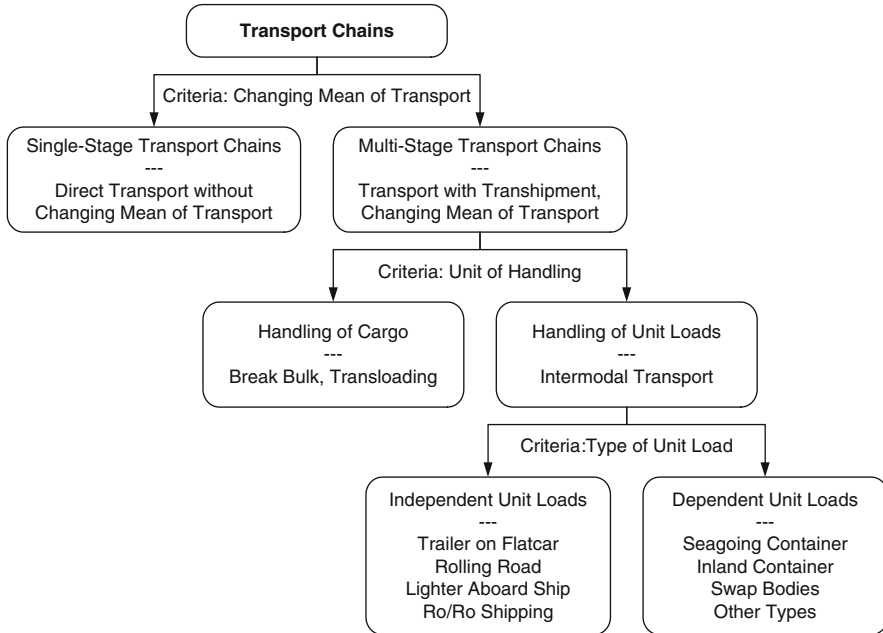 Transport Chains
Criteria: Changing Mean of Transport
Single-Stage Transport Chains
---
Direct Transport without
Changing Mean of Transport
Multi-Stage Transport Chains
---
Transport with Transhipment,
Changing Mean of Transport
Criteria: Unit of Handling
Handling of Cargo
---
Break Bulk, Transloading
Handling of Unit Loads
---
Intermodal Transport
Criteria:Type of Unit Load
Independent Unit Loads
---
Trailer on Flatcar
Rolling Road
Lighter Aboard Ship
Ro/Ro Shipping
Dependent Unit Loads
---
Seagoing Container
Inland Container
Swap Bodies
Other Types